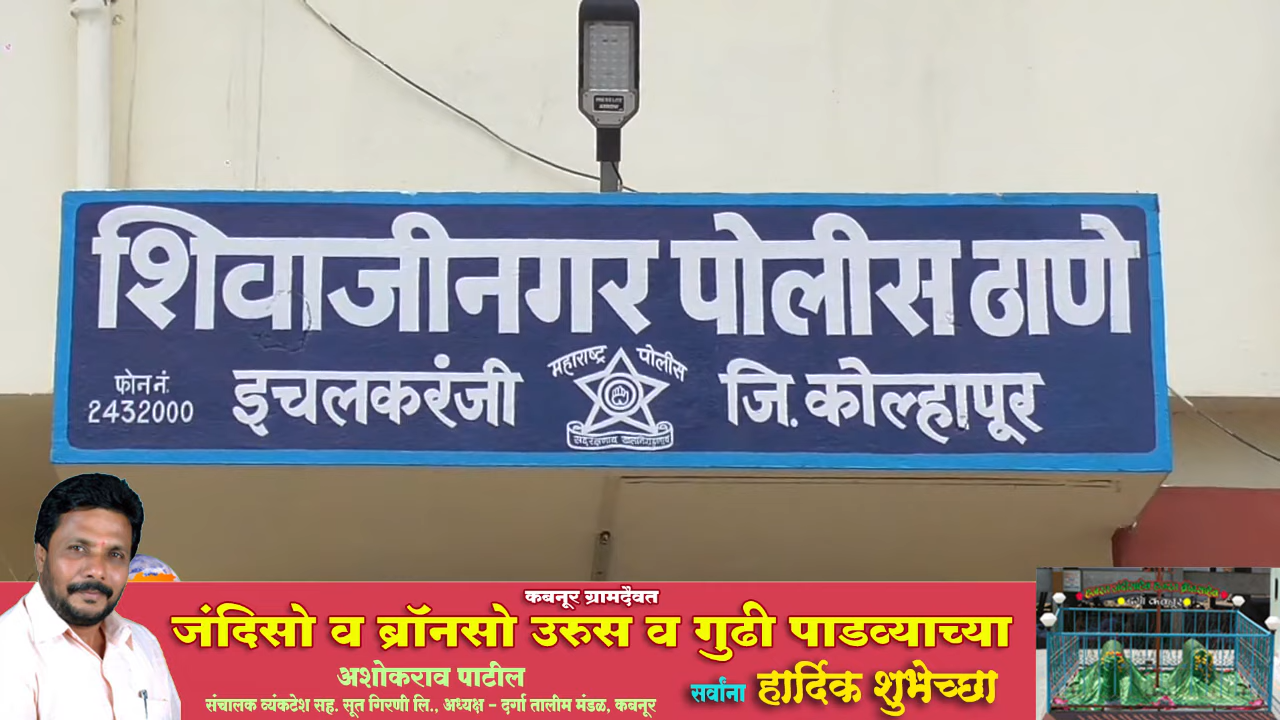 शिवाजीनगर पोलीस ठाणे
महाराष्ट्र पोलीस
फोन नं.
2432000
इचलकरंजी
जि. कोल्हापूर
कबनूर ग्रामदैवत
जंदिसो व ब्रॉनसो उरुस व गुढी पाडव्याच्या
अशोकराव पाटील
सर्वांना हार्दिक शुभेच्छा
संचालक व्यंकटेश सह. सूत गिरणी लि., अध्यक्ष - दर्गा तालीम मंडळ, कबनूर